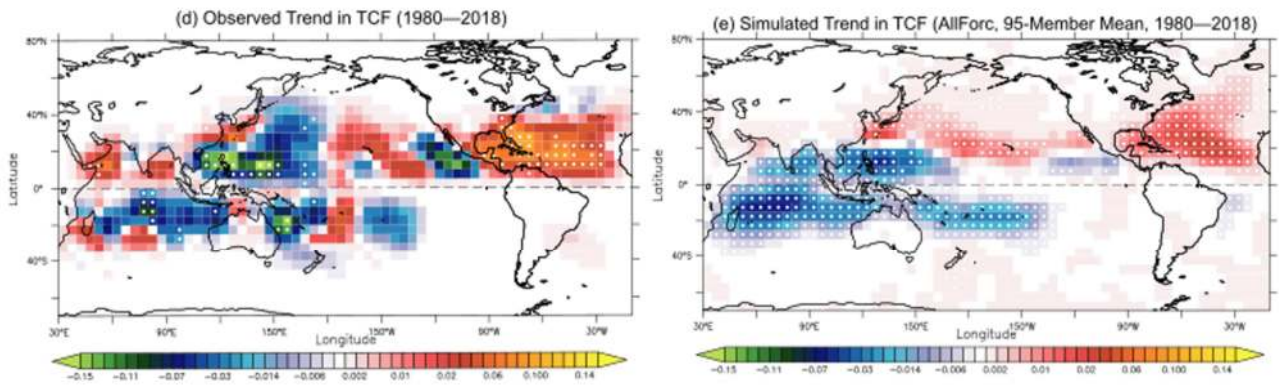 (d) Observed Trend in TCF (1980—2018)
80°N
40°N
0°
40°S
Latitude
30°E 90°E 150°E 150°W 90°W 30°W
Longitude
−0.15 −0.11 −0.07 −0.03 −0.014 −0.006 0.002 0.01 0.02 0.06 0.100 0.14
(e) Simulated Trend in TCF (AllForc, 95-Member Mean, 1980—2018)
80°N
40°N
0°
40°S
Latitude
30°E 90°E 150°E 150°W 90°W 30°W
Longitude
−0.15 −0.11 −0.07 −0.03 −0.014 −0.006 0.002 0.01 0.02 0.06 0.100 0.14